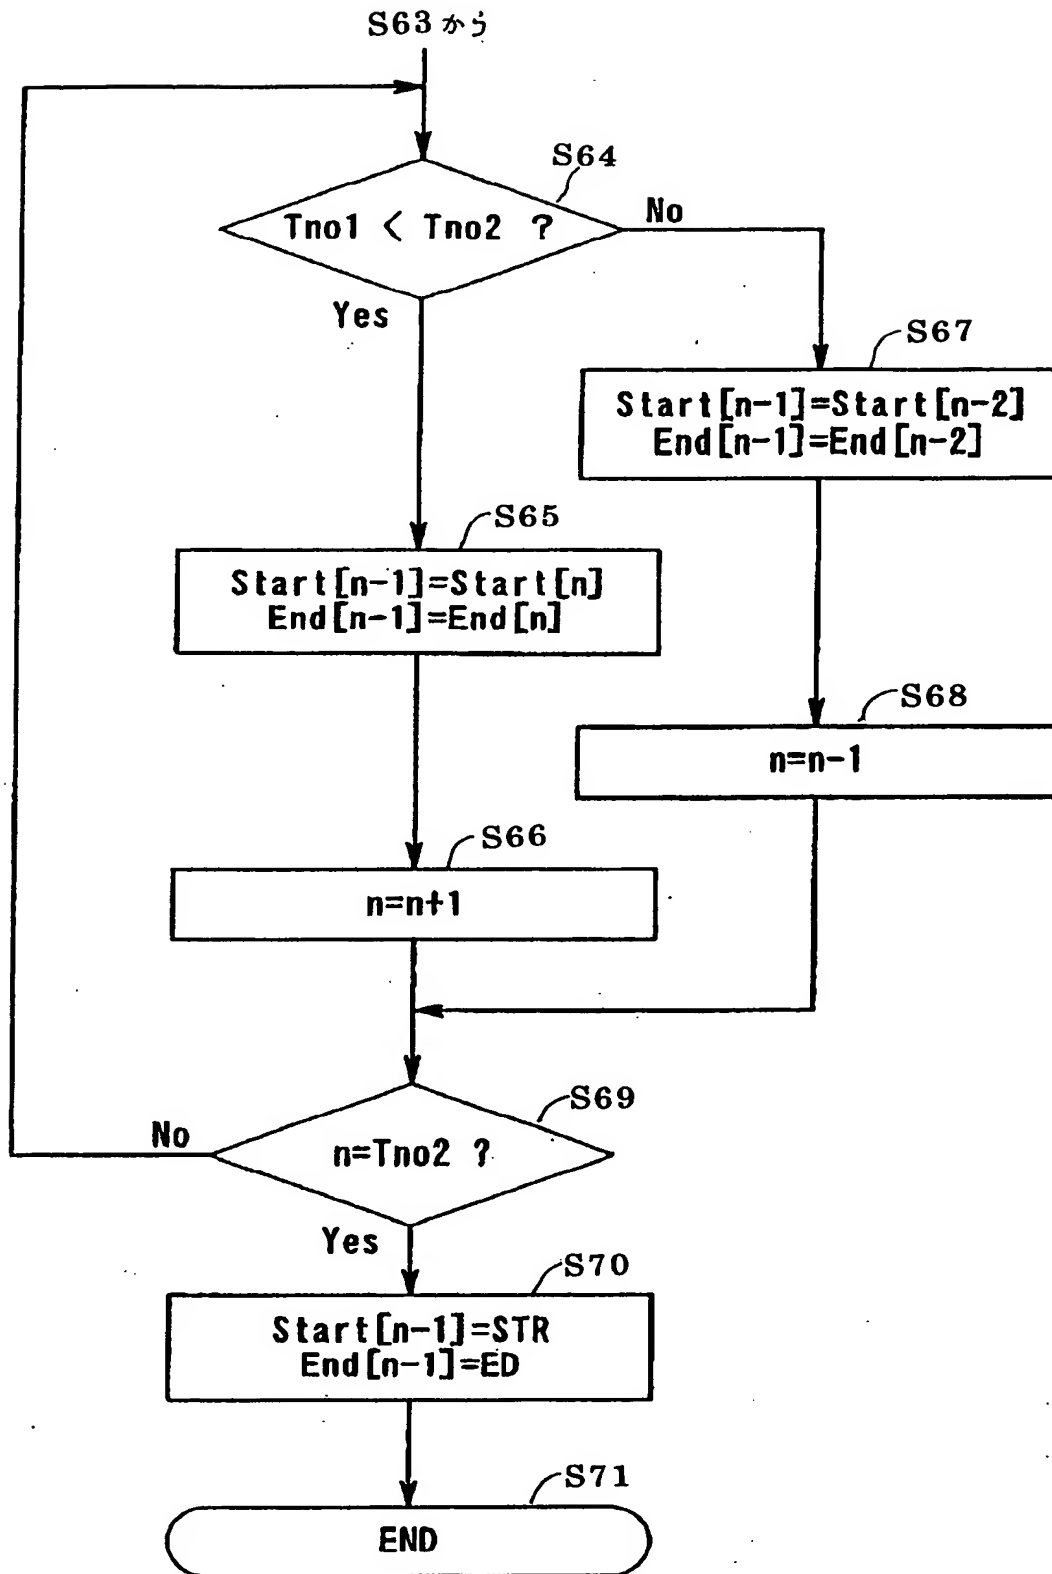 S63から
S64
Tno1 < Tno2 ?
No
Yes
S67
Start[n-1]=Start[n-2]
End[n-1]=End[n-2]
S65
Start[n-1]=Start[n]
End[n-1]=End[n]
S68
n=n-1
S66
n=n+1
S69
No
n=Tno2 ?
Yes
S70
Start[n-1]=STR
End[n-1]=ED
S71
END